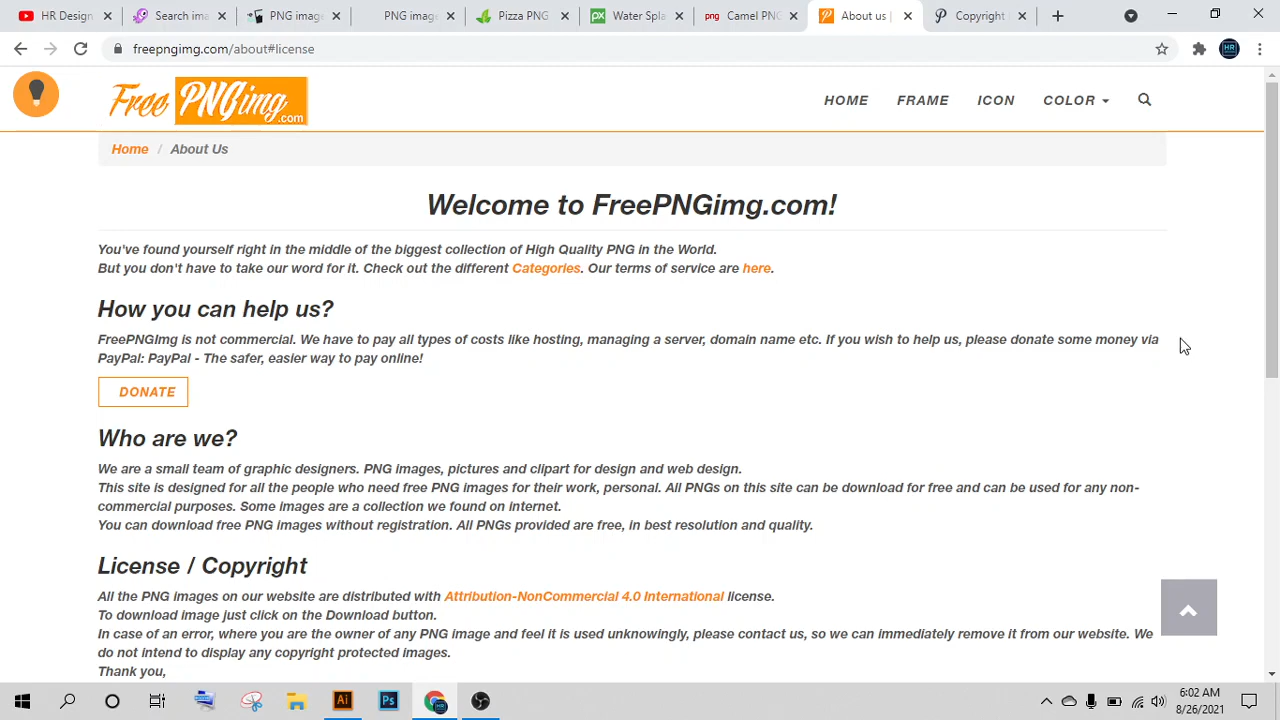 HR Design
Search ima
PNG image
PNG image
Pizza PNG
Water Spla
png Camel PNG
About us |
Copyright -
freepngimg.com/about#license
HR
Free PNGimg .com
HOME FRAME ICON COLOR
Home / About Us
Welcome to FreePNGimg.com!
You've found yourself right in the middle of the biggest collection of High Quality PNG in the World.
But you don't have to take our word for it. Check out the different Categories. Our terms of service are here.
How you can help us?
FreePNGImg is not commercial. We have to pay all types of costs like hosting, managing a server, domain name etc. If you wish to help us, please donate some money via
PayPal: PayPal - The safer, easier way to pay online!
DONATE
Who are we?
We are a small team of graphic designers. PNG images, pictures and clipart for design and web design.
This site is designed for all the people who need free PNG images for their work, personal. All PNGs on this site can be download for free and can be used for any non-
commercial purposes. Some images are a collection we found on internet.
You can download free PNG images without registration. All PNGs provided are free, in best resolution and quality.
License / Copyright
All the PNG images on our website are distributed with Attribution-NonCommercial 4.0 International license.
To download image just click on the Download button.
In case of an error, where you are the owner of any PNG image and feel it is used unknowingly, please contact us, so we can immediately remove it from our website. We
do not intend to display any copyright protected images.
Thank you,
Ai Ps
6:02 AM
8/26/2021